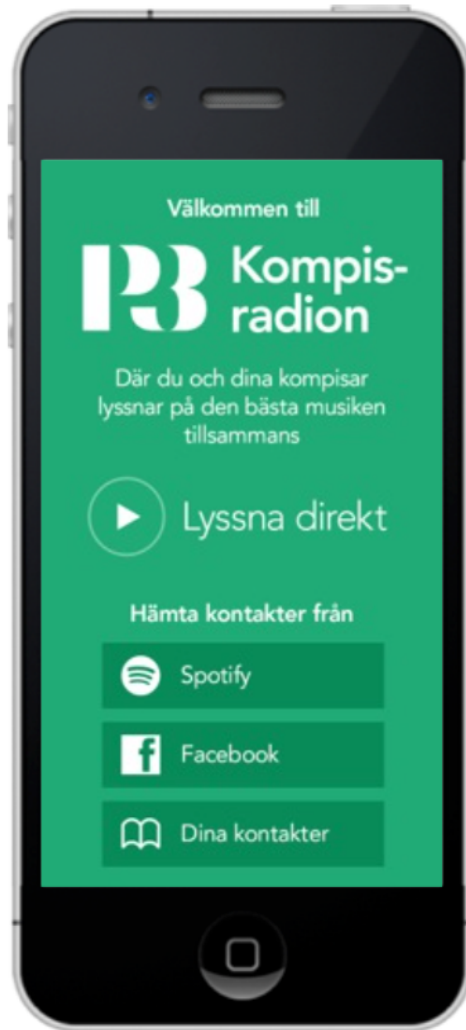 Välkommen till
P3 Kompis-
radion
Där du och dina kompisar
lyssnar på den bästa musiken
tillsammans
Lyssna direkt
Hämta kontakter från
Spotify
Facebook
Dina kontakter